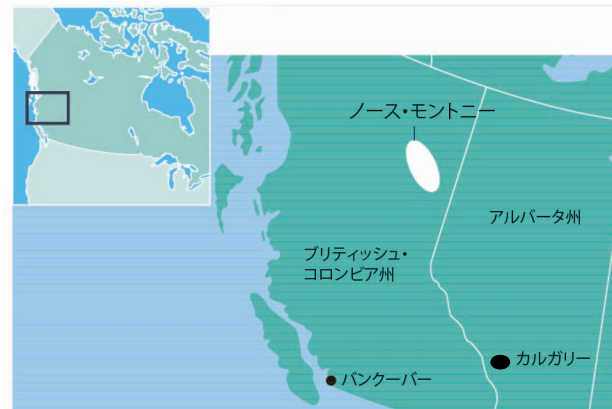 ノース・モントニー
アルバータ州
ブリティッシュ・
コロンビア州
カルガリー
バンクーバー